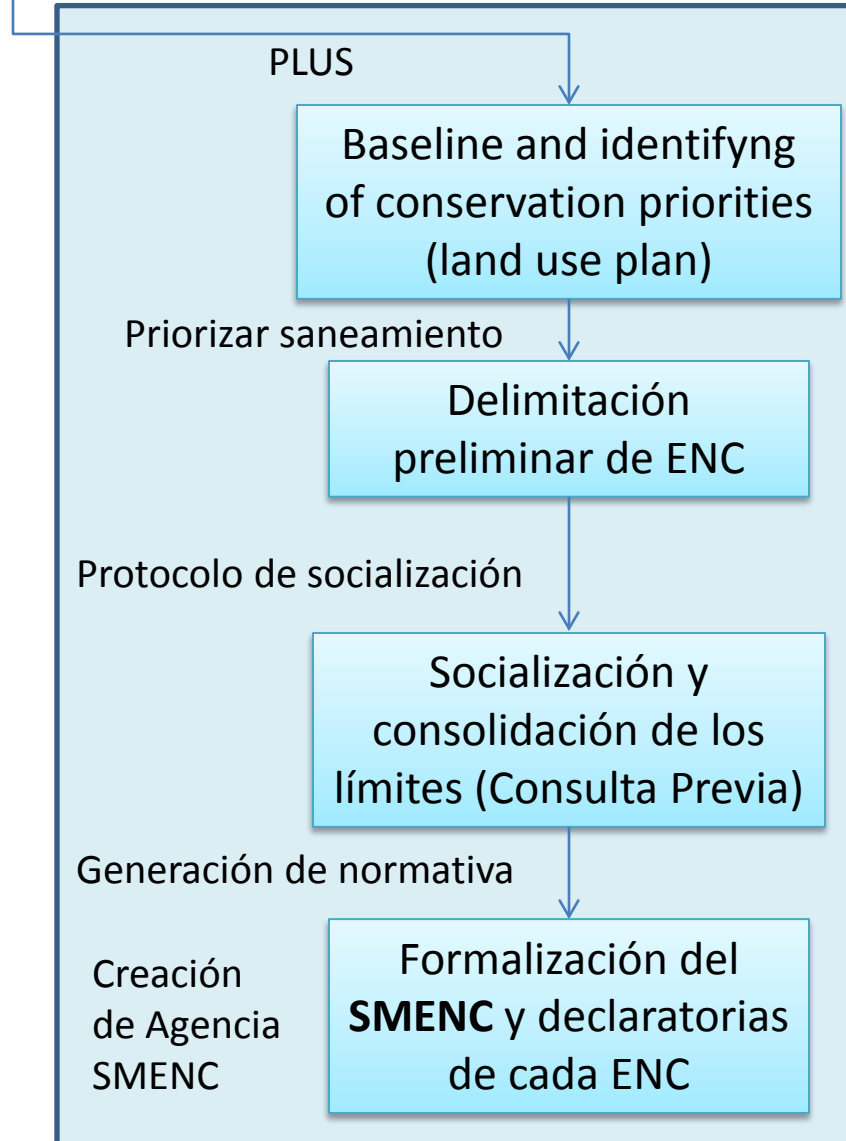 PLUS
Baseline and identifyng
of conservation priorities
(land use plan)
Priorizar saneamiento
Delimitación
preliminar de ENC
Protocolo de socialización
Socialización y
consolidación de los
límites (Consulta Previa)
Generación de normativa
Creación
de Agencia
SMENC
Formalización del
SMENC y declaratorias
de cada ENC